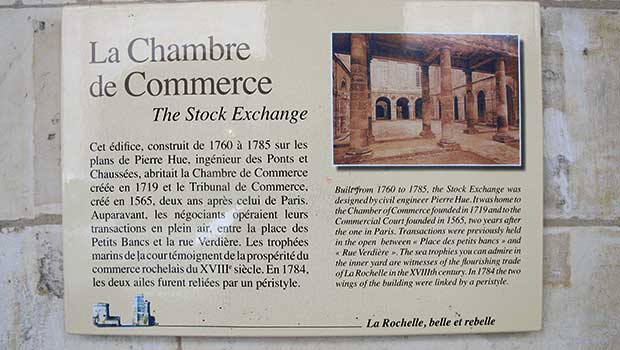 La Chambre
de Commerce
The Stock Exchange
Cet édifice, construit de 1760 à 1785 sur les
plans de Pierre Hue, ingénieur des Ponts et
Chaussées, abritait la Chambre de Commerce
créée en 1719 et le Tribunal de Commerce,
créé en 1565, deux ans après celui de Paris.
Auparavant, les négociants opéraient leurs
transactions en plein air, entre la place des
Petits Bancs et la rue Verdière. Les trophées
marins de la cour témoignent de la prospérité du
commerce rochelais du XVIIIe siècle. En 1784,
les deux ailes furent reliées par un péristyle.
Built from 1760 to 1785, the Stock Exchange was
designed by civil engineer Pierre Hue. It was home to
the Chamber of Commerce founded in 1719 and to the
Commercial Court founded in 1565, two years after
the one in Paris. Transactions were previously held
in the open between « Place des petits bancs » and
« Rue Verdière ». The sea trophies you can admire in
the inner yard are witnesses of the flourishing trade
of La Rochelle in the XVIIIth century. In 1784 the two
wings of the building were linked by a peristyle.
La Rochelle, belle et rebelle